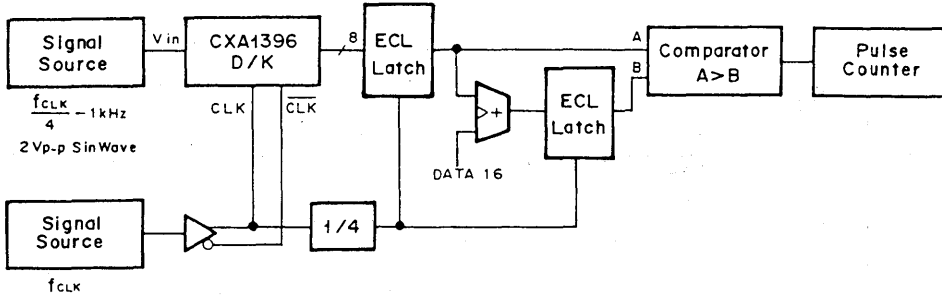 Signal
Source
Vin
CXA1396
D/K
8
ECL
Latch
A
B
Comparator
A>B
Pulse
Counter
fCLK
4
-1kHz
2Vp-p SinWave
CLK
CLK
+
ECL
Latch
DATA 16
Signal
Source
1/4
fCLK